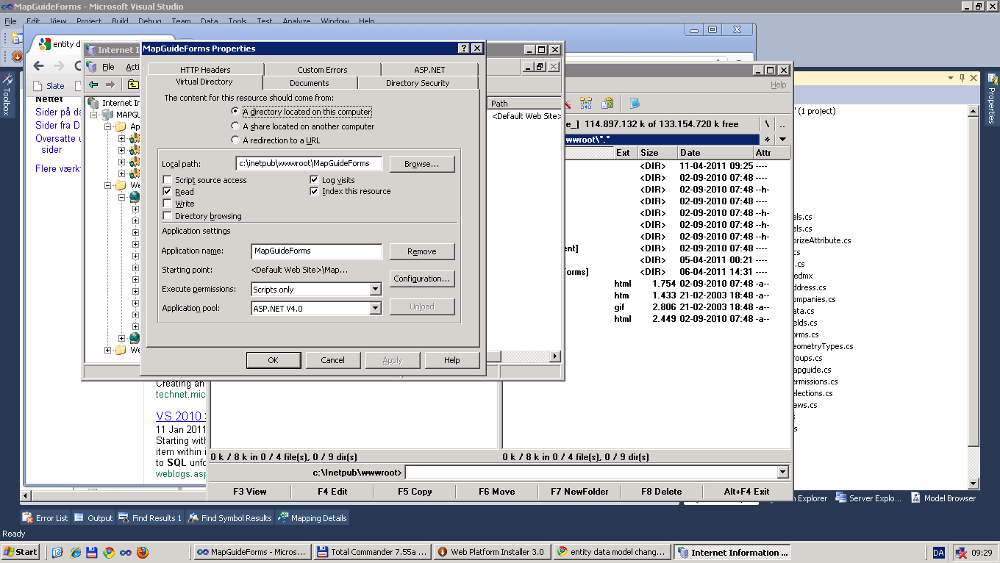 MapGuideForms - Microsoft Visual Studio
File Edit View Project Build Debug Team Data Tools Test Analyze Window Help
entity d
Internet I
MapGuideForms Properties
File Acti
HTTP Headers Custom Errors ASP.NET
Virtual Directory Documents Directory Security
Help
Toolbox
Properties
Slate
Nettet
Sider på da
Sider fra D
Oversatte u
sider
Flere værkt
Internet In
MAPGU
Ap
We
We
The content for this resource should come from:
A directory located on this computer
A share located on another computer
A redirection to a URL
Local path: c:\inetpub\wwwroot\MapGuideForms Browse...
Script source access Log visits
Read Index this resource
Write
Directory browsing
Application settings
Application name: MapGuideForms Remove
Starting point: <Default Web Site>\Map...
Configuration...
Execute permissions: Scripts only
Application pool: ASP.NET V4.0 Unload
OK Cancel Apply Help
Path
<Default Web Site>
e_] 114.897.132 k of 133.154.720 k free \ ..
wwroot\*.* *
Ext Size Date Attr
<DIR> 11-04-2011 09:25 ----
<DIR> 02-09-2010 07:48 ----
<DIR> 02-09-2010 07:48 --h-
<DIR> 02-09-2010 07:48 ----
<DIR> 02-09-2010 07:48 --h-
<DIR> 02-09-2010 07:48 --h-
<DIR> 02-09-2010 07:48 --h-
ent] <DIR> 02-09-2010 07:48 ----
<DIR> 05-04-2011 00:21 ----
orms] <DIR> 06-04-2011 14:31 ----
html 1.754 02-09-2010 07:48 -a--
htm 1.433 21-02-2003 18:48 -a--
gif 2.806 21-02-2003 18:48 -a--
html 2.449 02-09-2010 07:48 -a--
' (1 project)
els.cs
els.cs
orizeAttribute.cs
cs
.cs
edmx
ddress.cs
ompanies.cs
ata.cs
orms.cs
eometryTypes.cs
roups.cs
apguide.cs
ermissions.cs
elections.cs
ews.cs
s
s
Creating an
technet.mic
VS 2010 S
11 Jan 2011
Starting with
item within i
to SQL unfo
weblogs.asp
0 k / 8 k in 0 / 4 file(s), 0 / 9 dir(s) 0 k / 8 k in 0 / 4 file(s), 0 / 9 dir(s)
c:\Inetpub\wwwroot>
F3 View F4 Edit F5 Copy F6 Move F7 NewFolder F8 Delete Alt+F4 Exit
n Explorer Server Explo... Model Browser
Error List Output Find Results 1 Find Symbol Results Mapping Details
Ready
Start MapGuideForms - Micros... Total Commander 7.55a ... Web Platform Installer 3.0 entity data model chang... Internet Information ... DA 09:29